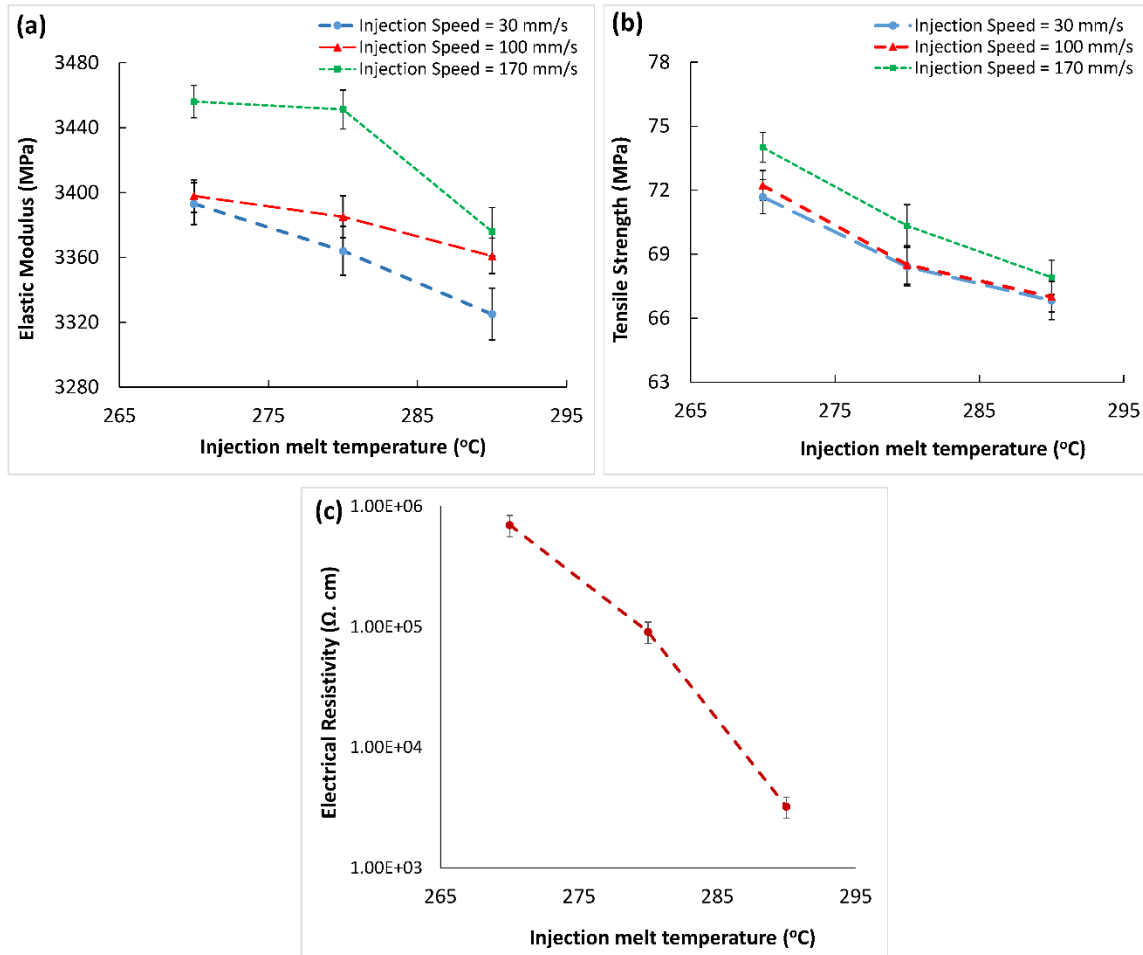 (a)
Injection Speed = 30 mm/s
Injection Speed = 100 mm/s
Injection Speed = 170 mm/s
3480
3440
3400
3360
3320
3280
Elastic Modulus (MPa)
265
275
285
295
Injection melt temperature (°C)
(b)
Injection Speed = 30 mm/s
Injection Speed = 100 mm/s
Injection Speed = 170 mm/s
78
75
72
69
66
63
Tensile Strength (MPa)
265
275
285
295
Injection melt temperature (°C)
(c)
1.00E+06
1.00E+05
1.00E+04
1.00E+03
Electrical Resistivity (Ω. cm)
265
275
285
295
Injection melt temperature (°C)